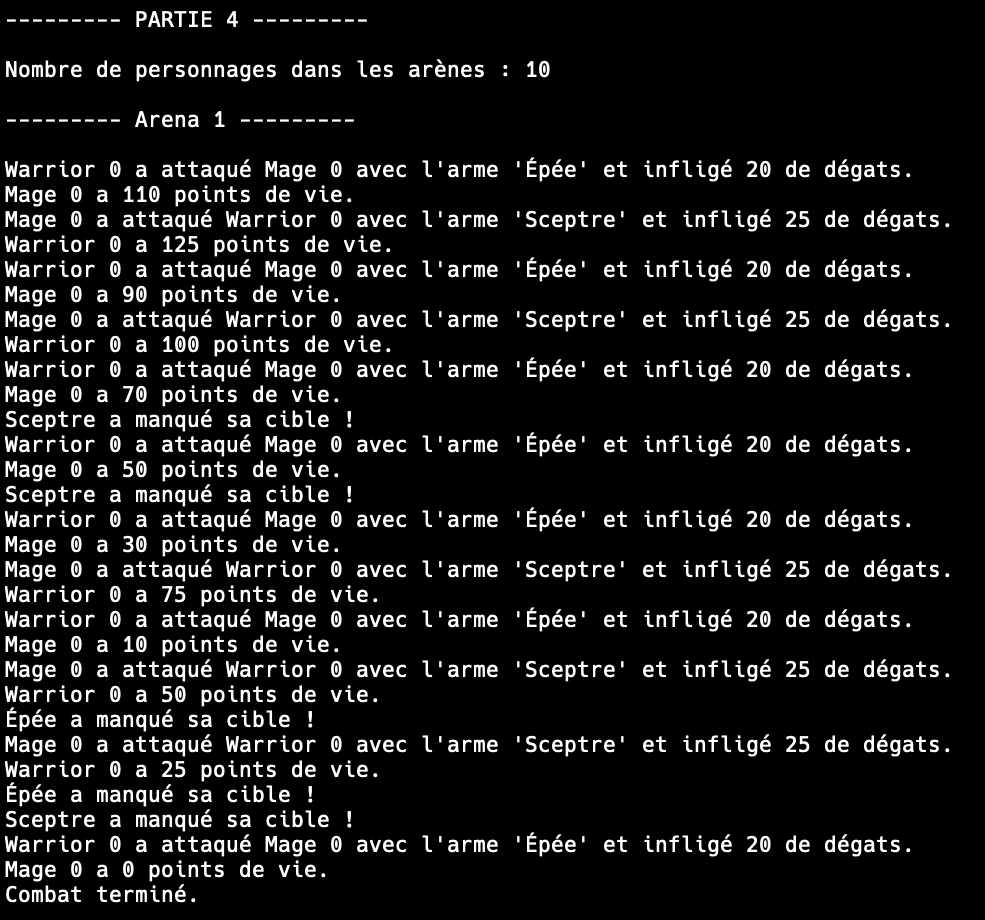 --------- PARTIE 4 ---------
Nombre de personnages dans les arènes : 10
--------- Arena 1 ---------
Warrior 0 a attaqué Mage 0 avec l'arme 'Épée' et infligé 20 de dégats.
Mage 0 a 110 points de vie.
Mage 0 a attaqué Warrior 0 avec l'arme 'Sceptre' et infligé 25 de dégats.
Warrior 0 a 125 points de vie.
Warrior 0 a attaqué Mage 0 avec l'arme 'Épée' et infligé 20 de dégats.
Mage 0 a 90 points de vie.
Mage 0 a attaqué Warrior 0 avec l'arme 'Sceptre' et infligé 25 de dégats.
Warrior 0 a 100 points de vie.
Warrior 0 a attaqué Mage 0 avec l'arme 'Épée' et infligé 20 de dégats.
Mage 0 a 70 points de vie.
Sceptre a manqué sa cible !
Warrior 0 a attaqué Mage 0 avec l'arme 'Épée' et infligé 20 de dégats.
Mage 0 a 50 points de vie.
Sceptre a manqué sa cible !
Warrior 0 a attaqué Mage 0 avec l'arme 'Épée' et infligé 20 de dégats.
Mage 0 a 30 points de vie.
Mage 0 a attaqué Warrior 0 avec l'arme 'Sceptre' et infligé 25 de dégats.
Warrior 0 a 75 points de vie.
Warrior 0 a attaqué Mage 0 avec l'arme 'Épée' et infligé 20 de dégats.
Mage 0 a 10 points de vie.
Mage 0 a attaqué Warrior 0 avec l'arme 'Sceptre' et infligé 25 de dégats.
Warrior 0 a 50 points de vie.
Épée a manqué sa cible !
Mage 0 a attaqué Warrior 0 avec l'arme 'Sceptre' et infligé 25 de dégats.
Warrior 0 a 25 points de vie.
Épée a manqué sa cible !
Sceptre a manqué sa cible !
Warrior 0 a attaqué Mage 0 avec l'arme 'Épée' et infligé 20 de dégats.
Mage 0 a 0 points de vie.
Combat terminé.